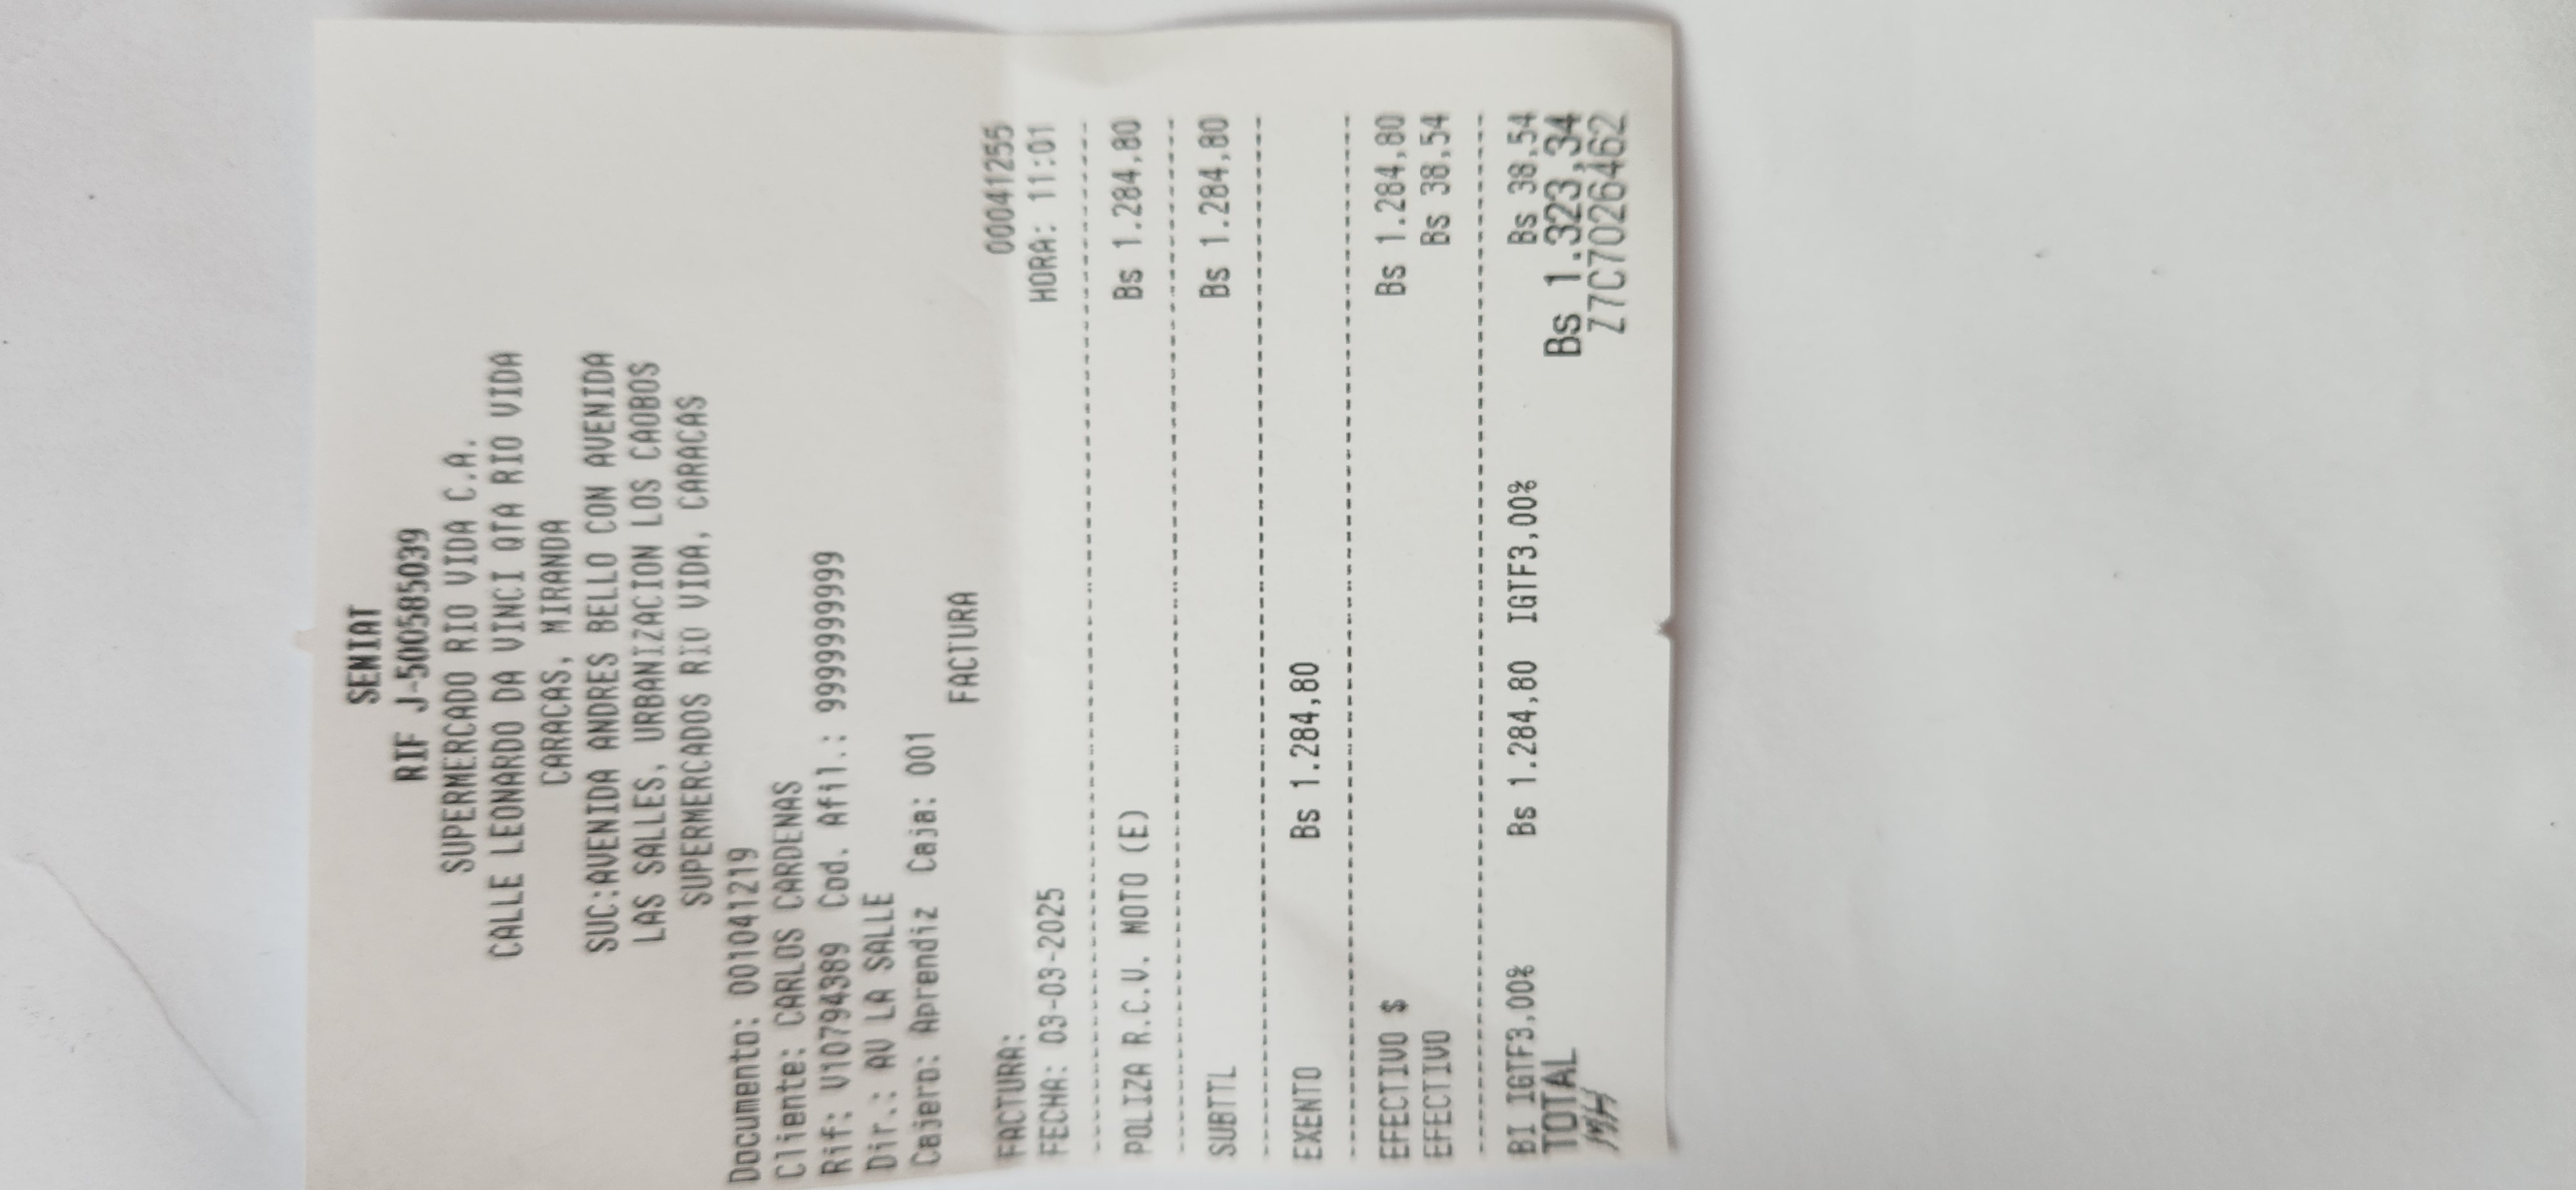 SENIAT
RIF J-500585039
SUPERMERCADO RIO VIDA C.A.
CALLE LEONARDO DA VINCI QTA RIO VIDA
CARACAS, MIRANDA
SUC:AVENIDA ANDRES BELLO CON AVENIDA
LAS SALLES, URBANIZACION LOS CAOBOS
SUPERMERCADOS RIO VIDA, CARACAS
Documento: 001041219
Cliente: CARLOS CARDENAS
Rif: V10794389 Cod. Afil.: 99999999999
Dir.: AV LA SALLE
Cajero: Aprendiz Caja: 001
FACTURA
FACTURA: 00041255
FECHA: 03-03-2025 HORA: 11:01
POLIZA R.C.V. MOTO (E) Bs 1.284,80
SUBTTL Bs 1.284,80
EXENTO Bs 1.284,80
EFECTIVO $ Bs 1.284,80
EFECTIVO Bs 38,54
BI IGTF3,00% Bs 1.284,80 IGTF3,00% Bs 38,54
TOTAL Bs 1.323,34
MH Z7C7026462